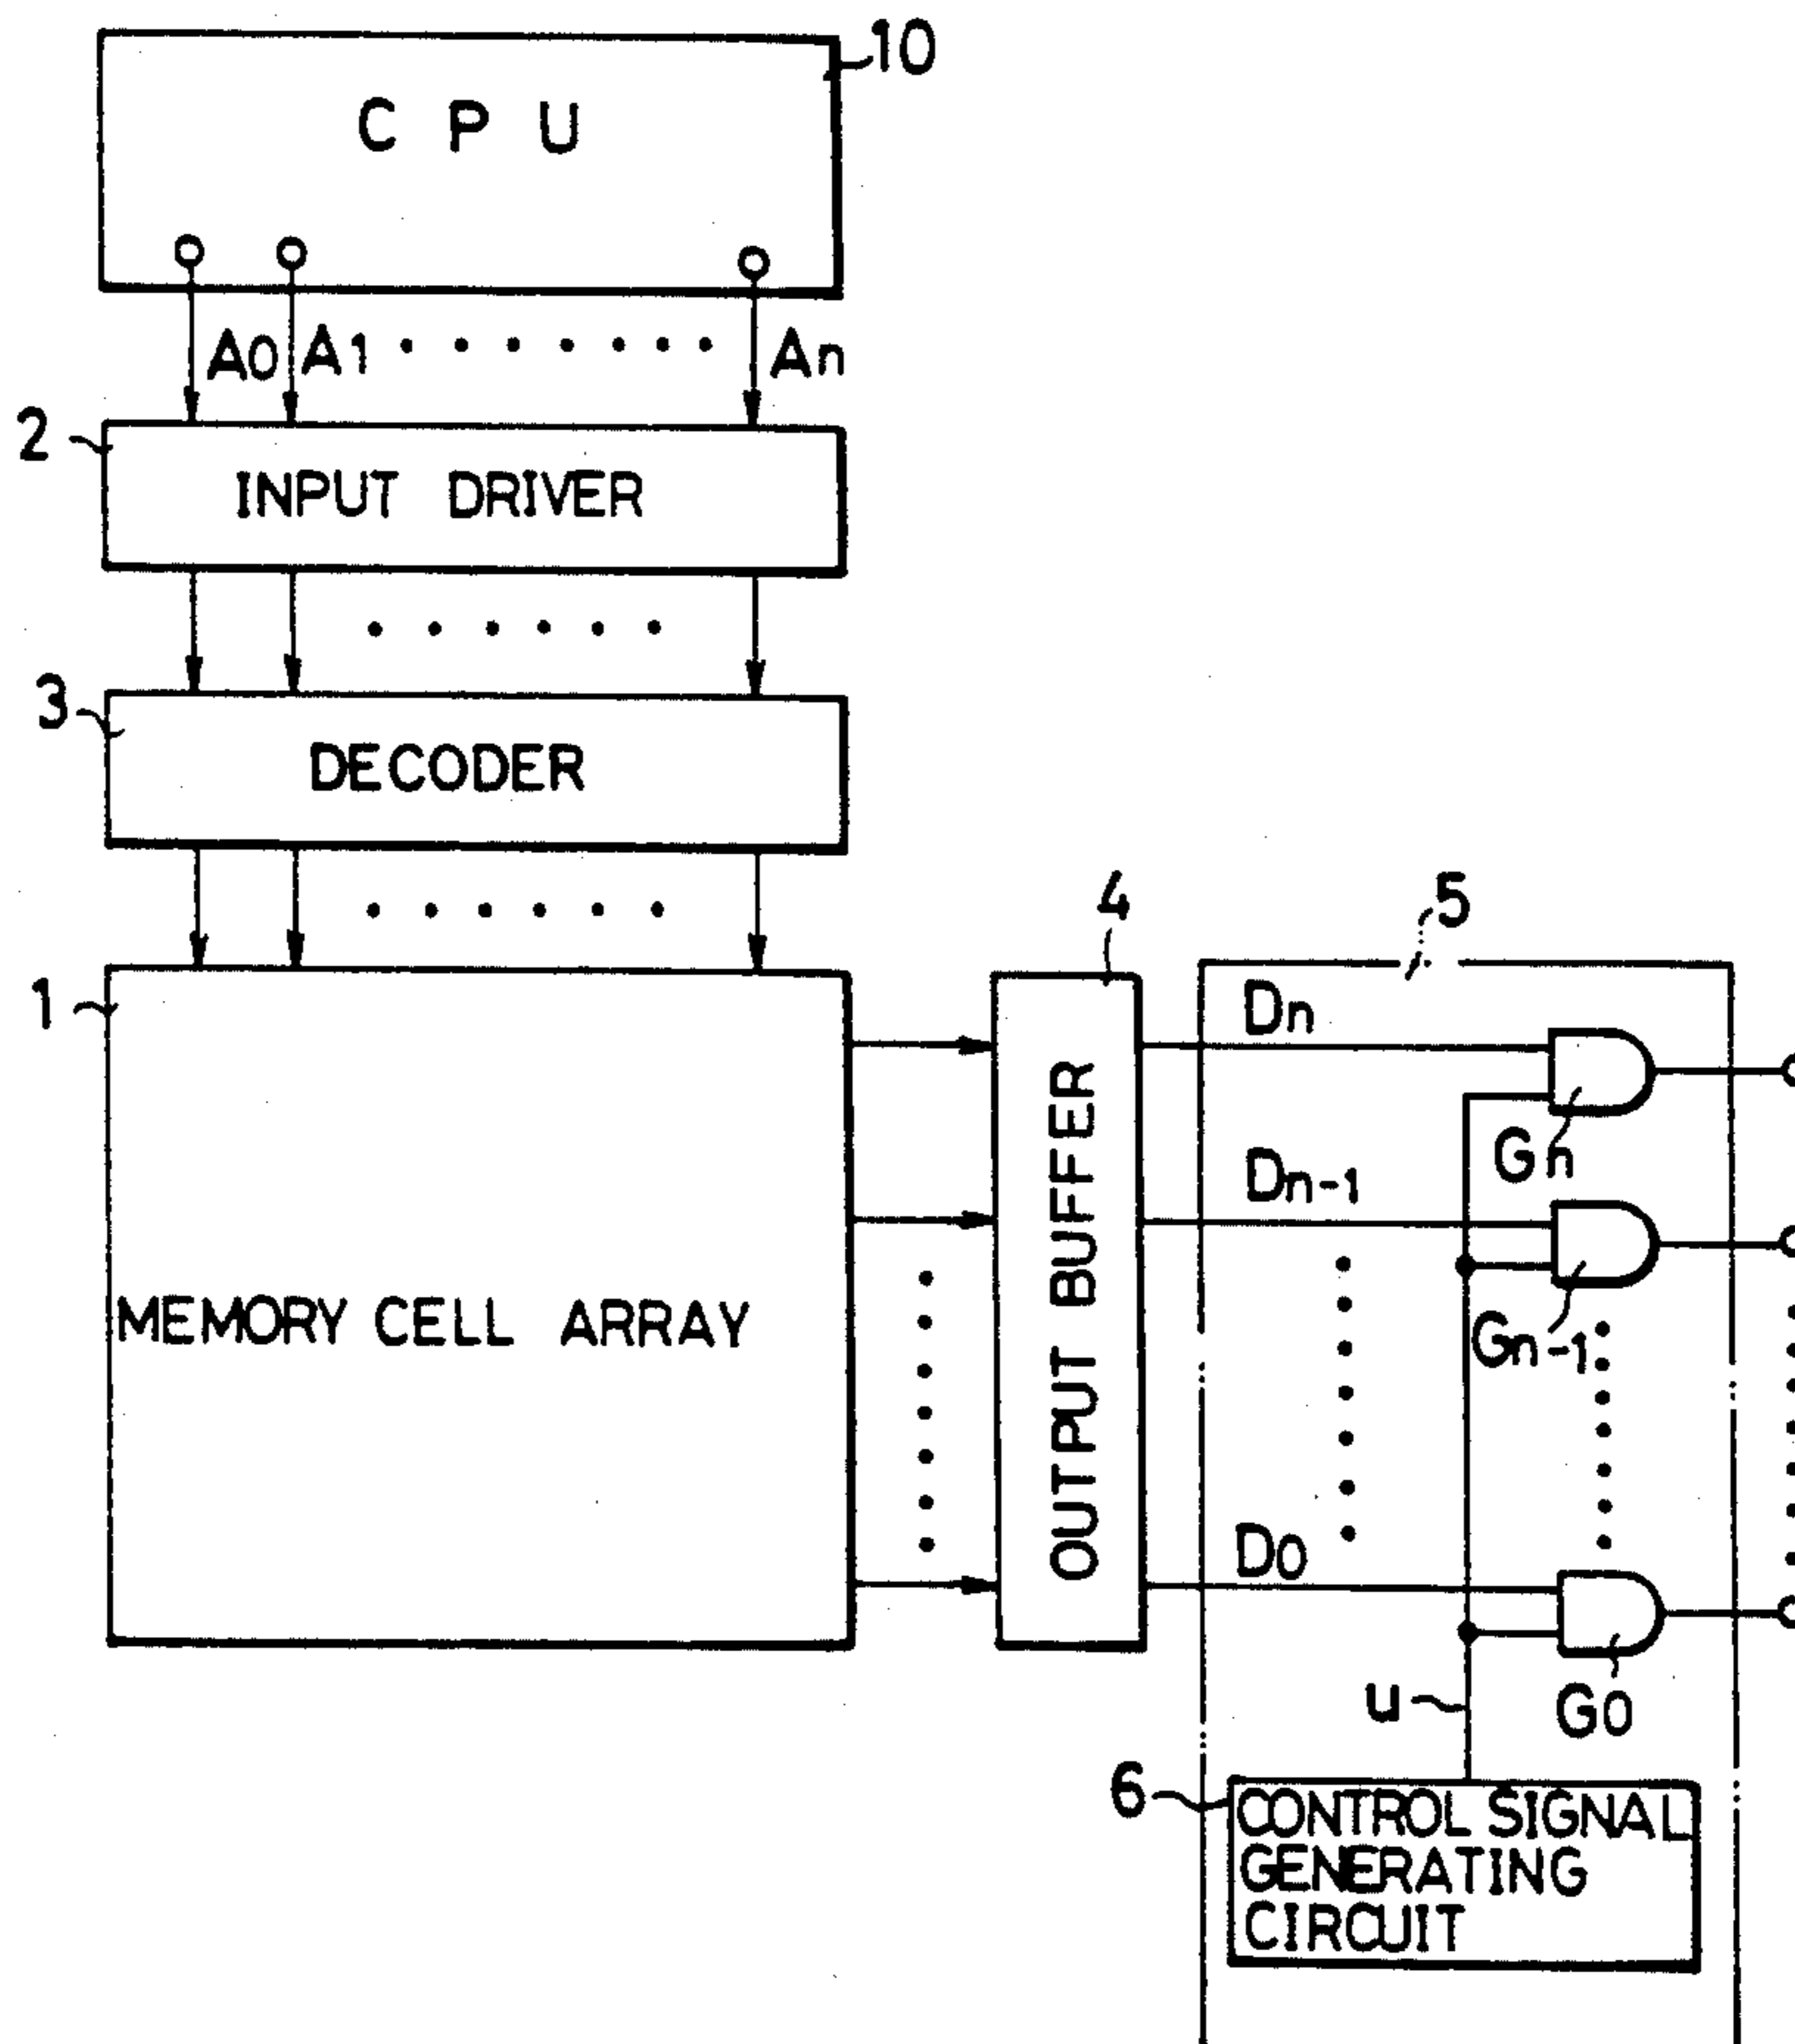 10
C P U
A0 A1 An
2
INPUT DRIVER
3
DECODER
4
5
1
MEMORY CELL ARRAY
OUTPUT BUFFER
Dn
Gn
Dn-1
Gn-1
D0
G0
u
6
CONTROL SIGNAL
GENERATING
CIRCUIT